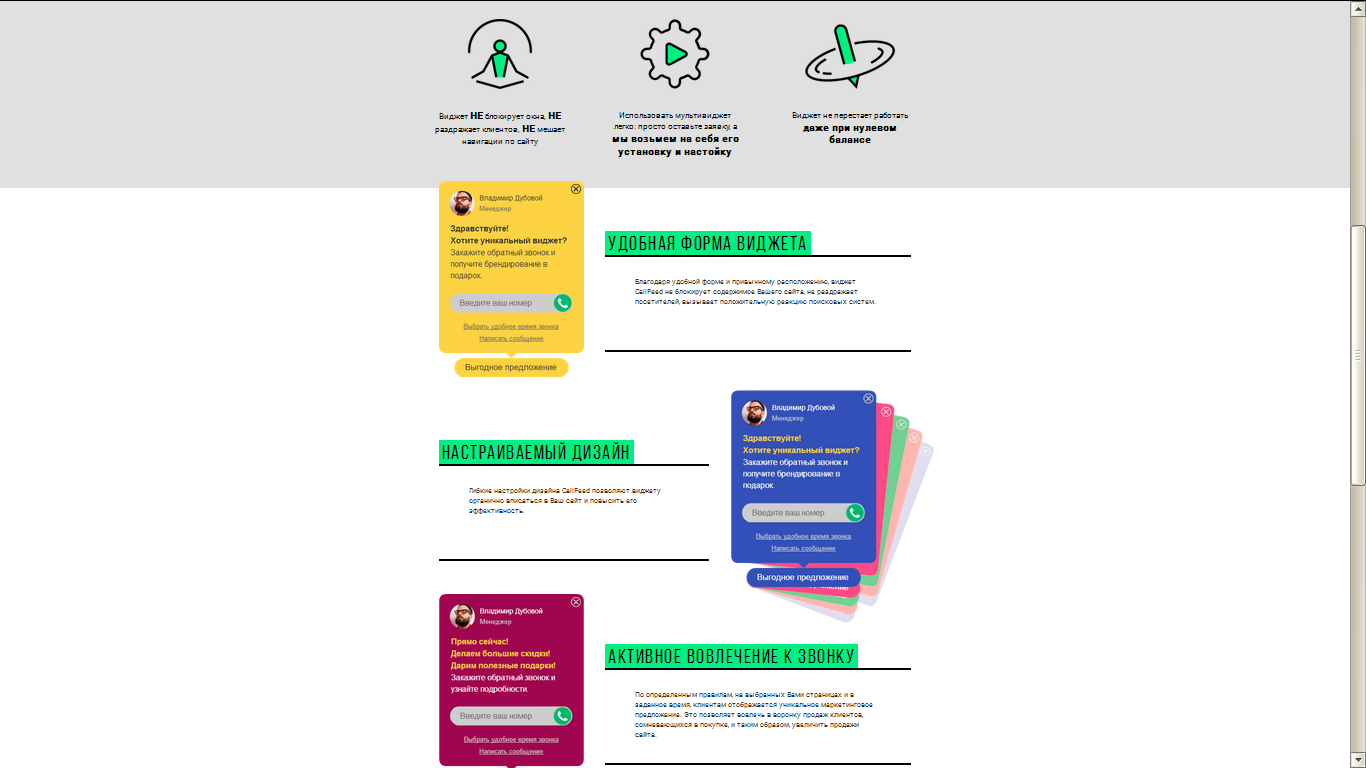 Виджет НЕ блокирует окна, НЕ
раздражает клиентов, НЕ мешает
навигации по сайту
Использовать мультивиджет
легко: просто оставьте заявку, а
мы возьмем на себя его
установку и настойку
Виджет не перестает работать
даже при нулевом
балансе
Владимир Дубовой
Менеджер
Здравствуйте!
Хотите уникальный виджет?
Закажите обратный звонок и
получите брендирование в
подарок.
Введите ваш номер
Выбрать удобное время звонка
Написать сообщение
Выгодное предложение
УДОБНАЯ ФОРМА ВИДЖЕТА
Благодаря удобной форме и привычному расположению, виджет
CallFeed не блокирует содержимое Вашего сайта, не раздражает
посетителей, вызывает положительную реакцию поисковых систем.
НАСТРАИВАЕМЫЙ ДИЗАЙН
Гибкие настройки дизайна CallFeed позволяют виджету
органично вписаться в Ваш сайт и повысить его
эффективность.
Владимир Дубовой
Менеджер
Здравствуйте!
Хотите уникальный виджет?
Закажите обратный звонок и
получите брендирование в
подарок.
Введите ваш номер
Выбрать удобное время звонка
Написать сообщение
Выгодное предложение
Владимир Дубовой
Менеджер
Прямо сейчас!
Делаем большие скидки!
Дарим полезные подарки!
Закажите обратный звонок и
узнайте подробности.
Введите ваш номер
Выбрать удобное время звонка
Написать сообщение
АКТИВНОЕ ВОВЛЕЧЕНИЕ К ЗВОНКУ
По определенным правилам, на выбранных Вами страницах и в
заданное время, клиентам отображается уникальное маркетинговое
предложение. Это позволяет вовлечь в воронку продаж клиентов,
сомневающихся в покупке, и таким образом, увеличить продажи
сайта.